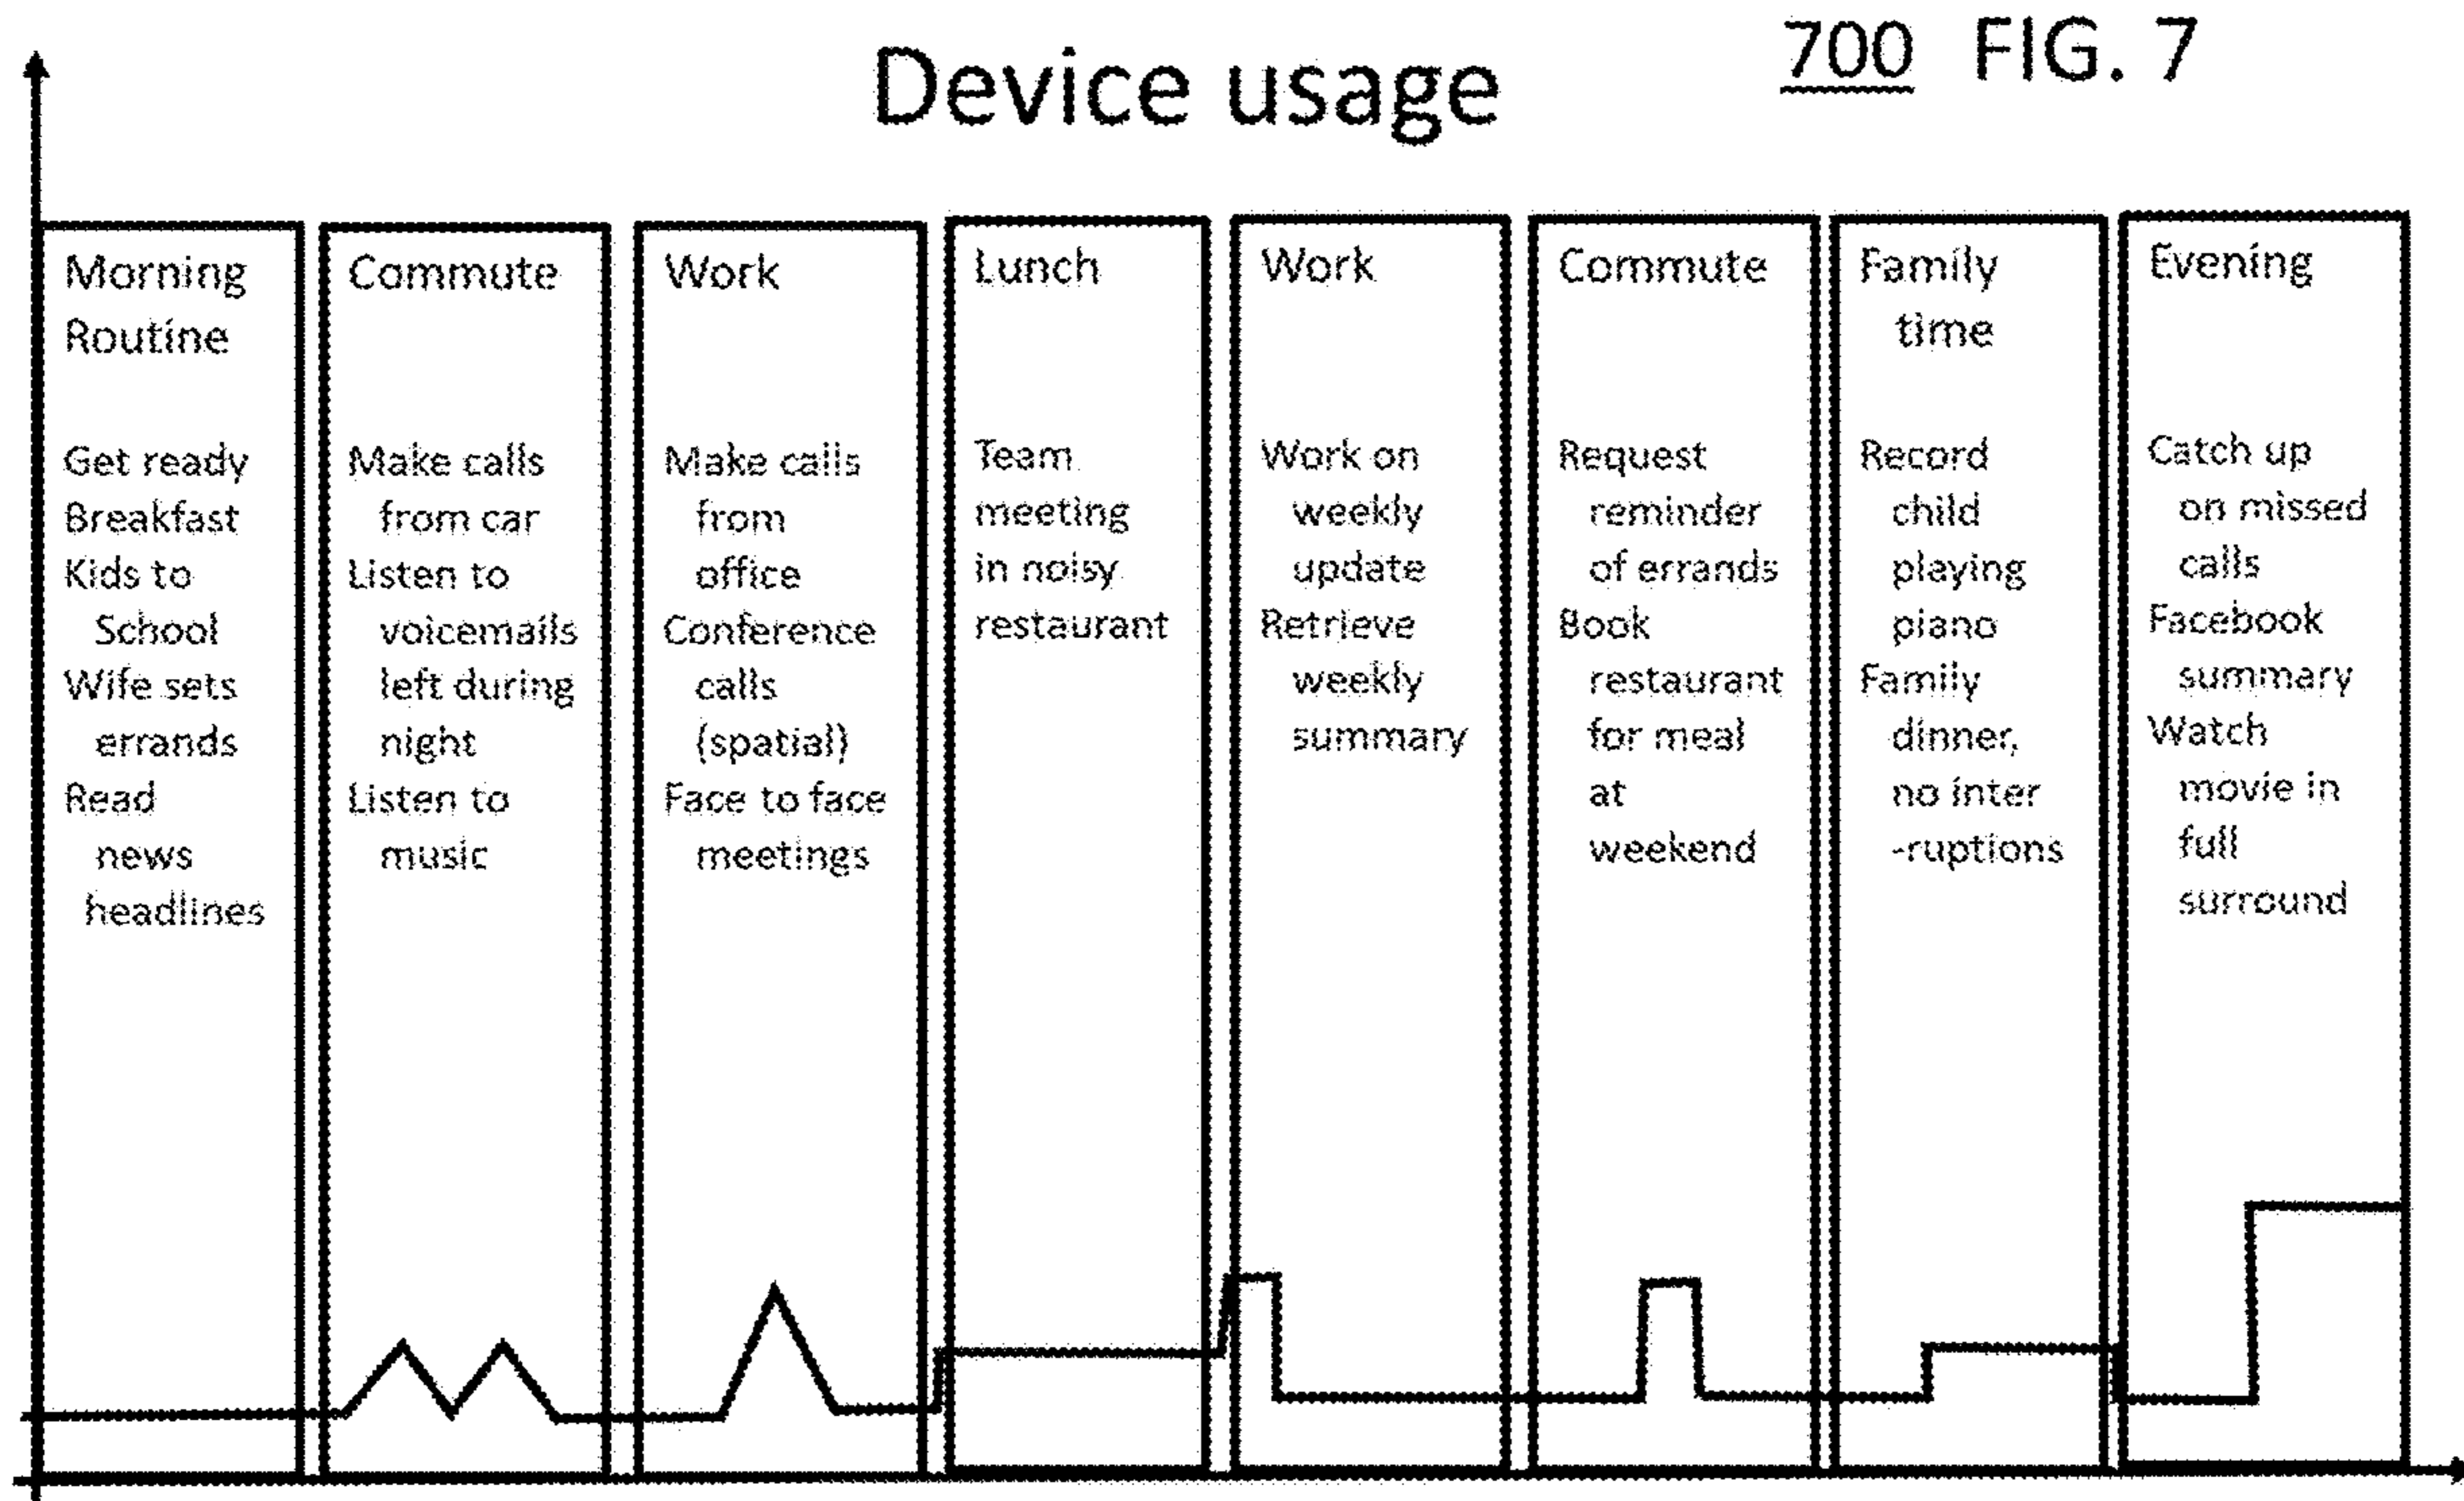 700 FIG. 7
Device usage
Morning
Routine
Get ready
Breakfast
Kids to
School
Wife sets
errands
Read
news
headlines
Commute
Make calls
from car
Listen to
voicemails
left during
night
Listen to
music
Work
Make calls
from
office
Conference
calls
(spatial)
Face to face
meetings
Lunch
Team
meeting
in noisy
restaurant
Work
Work on
weekly
update
Retrieve
weekly
summary
Commute
Request
reminder
of errands
Book
restaurant
for meal
at
weekend
Family
time
Record
child
playing
piano
Family
dinner,
no inter
-ruptions
Evening
Catch up
on missed
calls
Facebook
summary
Watch
movie in
full
surround